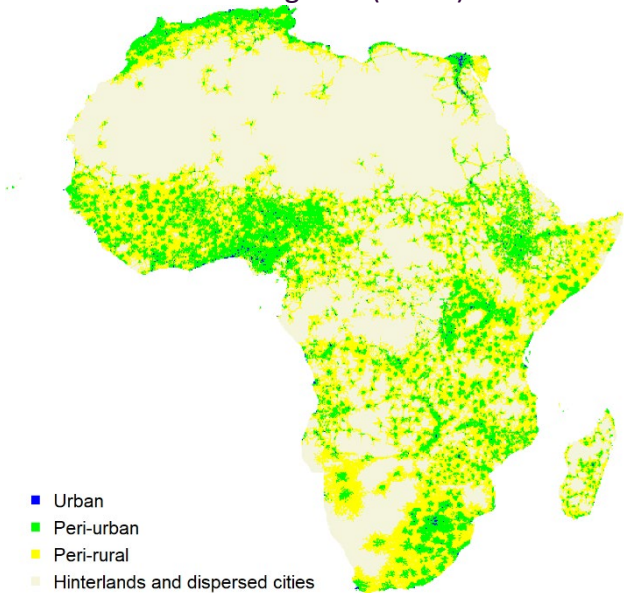 Urban
Peri-urban
Peri-rural
Hinterlands and dispersed cities